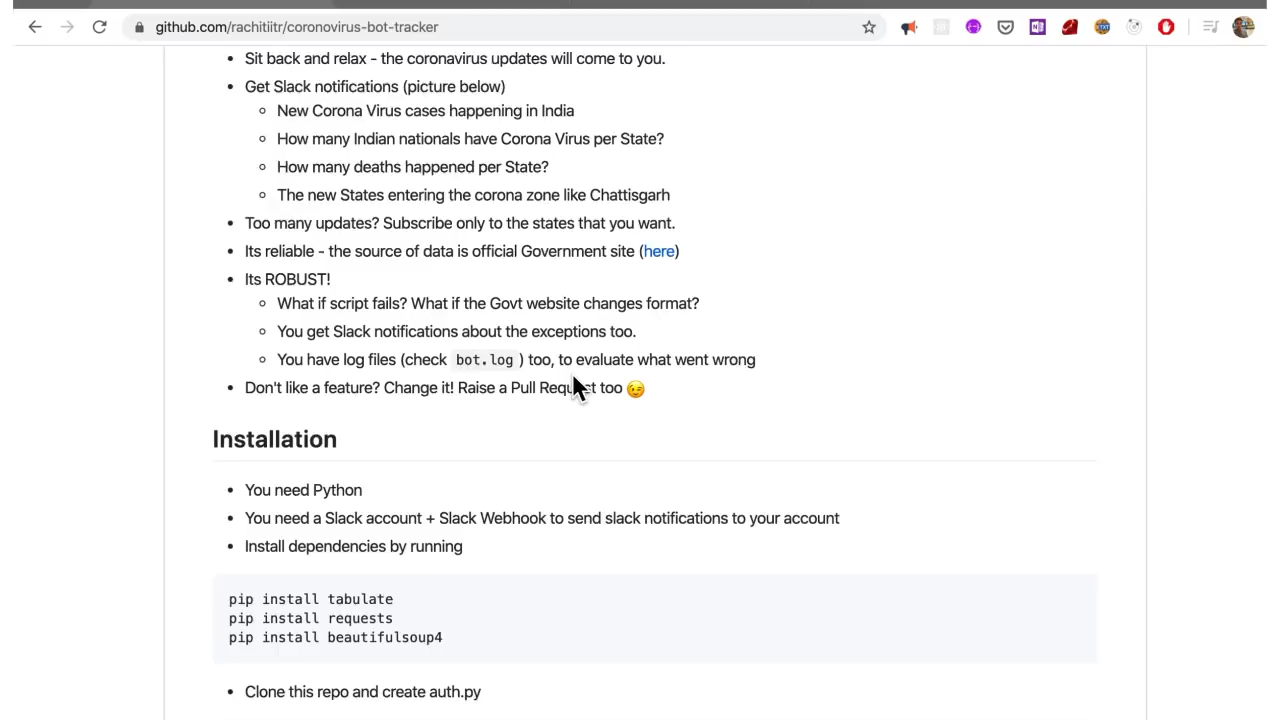 github.com/rachitiitr/coronovirus-bot-tracker
Sit back and relax - the coronavirus updates will come to you.
Get Slack notifications (picture below)
New Corona Virus cases happening in India
How many Indian nationals have Corona Virus per State?
How many deaths happened per State?
The new States entering the corona zone like Chattisgarh
Too many updates? Subscribe only to the states that you want.
Its reliable - the source of data is official Government site (here)
Its ROBUST!
What if script fails? What if the Govt website changes format?
You get Slack notifications about the exceptions too.
You have log files (check bot.log ) too, to evaluate what went wrong
Don't like a feature? Change it! Raise a Pull Request too 😉
Installation
You need Python
You need a Slack account + Slack Webhook to send slack notifications to your account
Install dependencies by running
pip install tabulate
pip install requests
pip install beautifulsoup4
Clone this repo and create auth.py